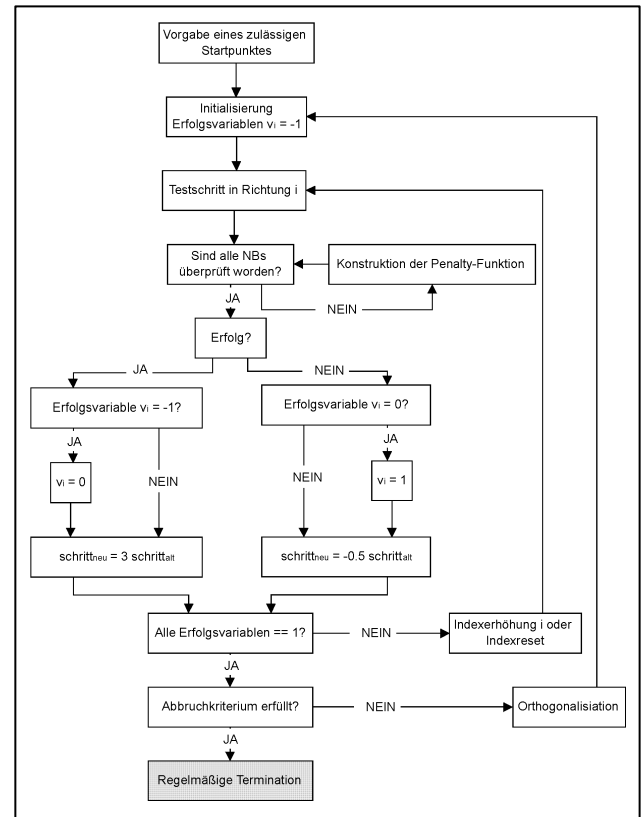 Vorgabe eines zulässigen
Startpunktes
Initialisierung
Erfolgsvariablen vi = -1
Testschritt in Richtung i
Sind alle NBs
überprüft worden?
Konstruktion der Penalty-Funktion
JA
NEIN
Erfolg?
JA
NEIN
Erfolgsvariable vi = -1?
Erfolgsvariable vi = 0?
JA
JA
vi = 0
NEIN
NEIN
vi = 1
schrittneu = 3 schrittalt
schrittneu = -0.5 schrittalt
Alle Erfolgsvariablen == 1?
NEIN
Indexerhöhung i oder
Indexreset
JA
Abbruchkriterium erfüllt?
NEIN
Orthogonalisiation
JA
Regelmäßige Termination